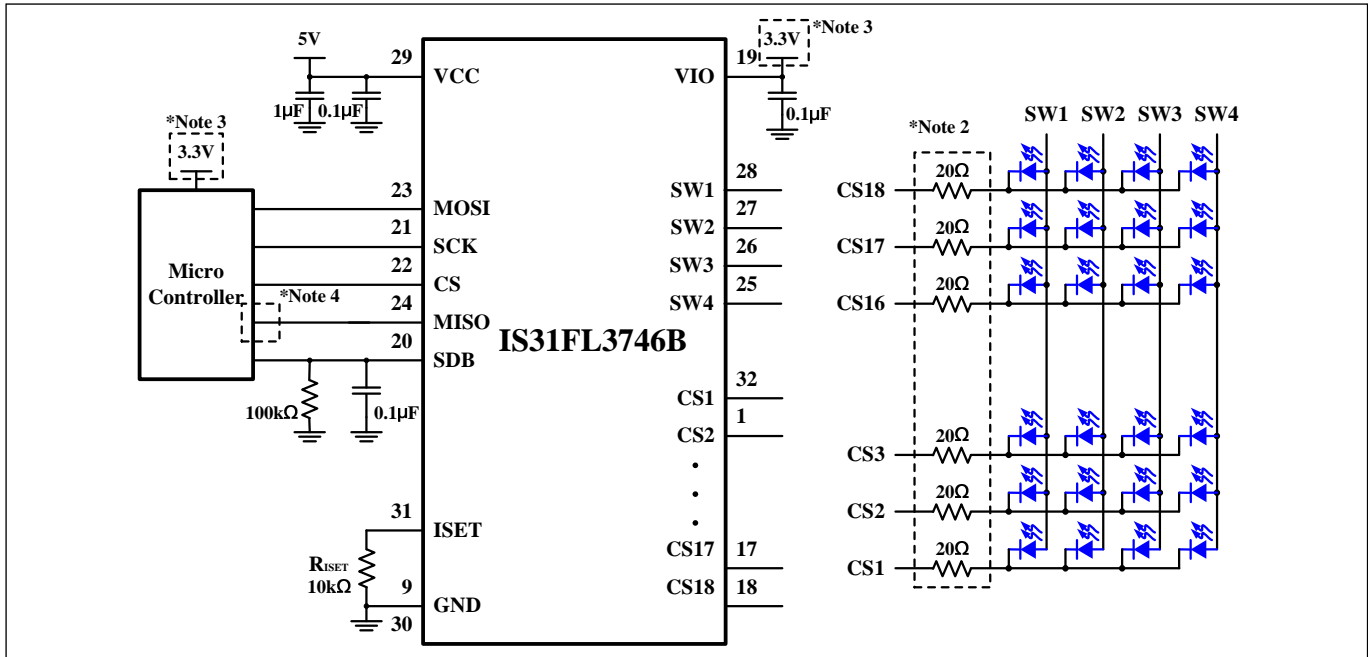 5V
29
VCC
1µF
0.1µF
*Note 3
3.3V
19
VIO
0.1µF
*Note 3
3.3V
Micro
Controller
23
MOSI
21
SCK
22
CS
*Note 4
24
MISO
20
SDB
100kΩ
0.1µF
31
ISET
RISET
10kΩ
9
GND
30
IS31FL3746B
28
SW1
27
SW2
26
SW3
25
SW4
32
CS1
1
CS2
CS17
17
CS18
18
*Note 2
SW1
SW2
SW3
SW4
CS18
20Ω
CS17
20Ω
CS16
20Ω
CS3
20Ω
CS2
20Ω
CS1
20Ω